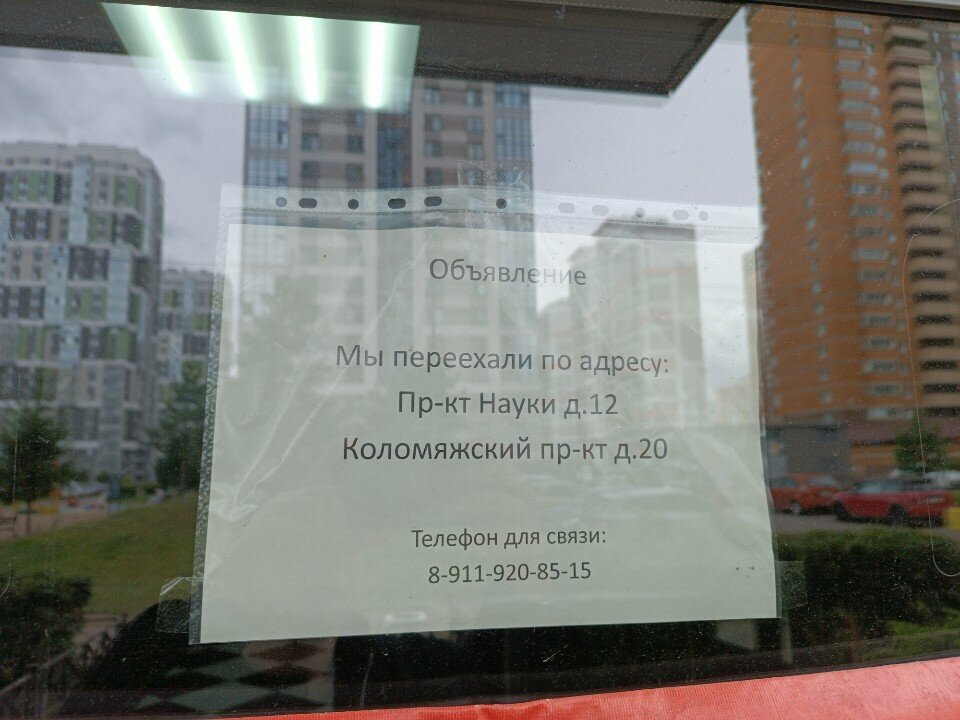 Объявление
Мы переехали по адресу:
Пр-кт Науки д.12
Коломяжский пр-кт д.20
Телефон для связи:
8-911-920-85-15